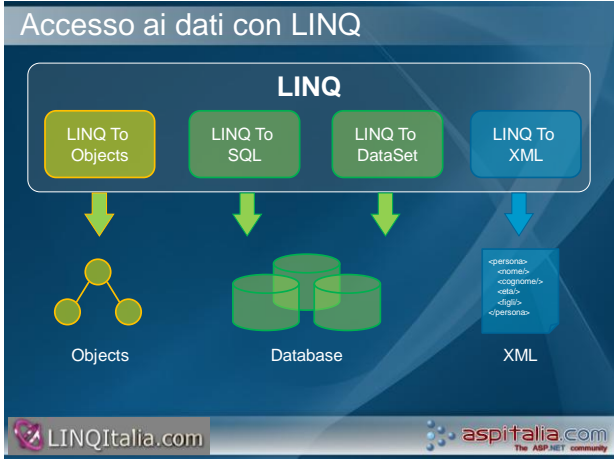 Accesso ai dati con LINQ
LINQ
LINQ To
Objects
LINQ To
SQL
LINQ To
DataSet
LINQ To
XML
<persona>
<nome/>
<cognome/>
<eta/>
<figli/>
</persona>
Objects
Database
XML
LINQItalia.com
aspitalia.com
The ASP.NET community